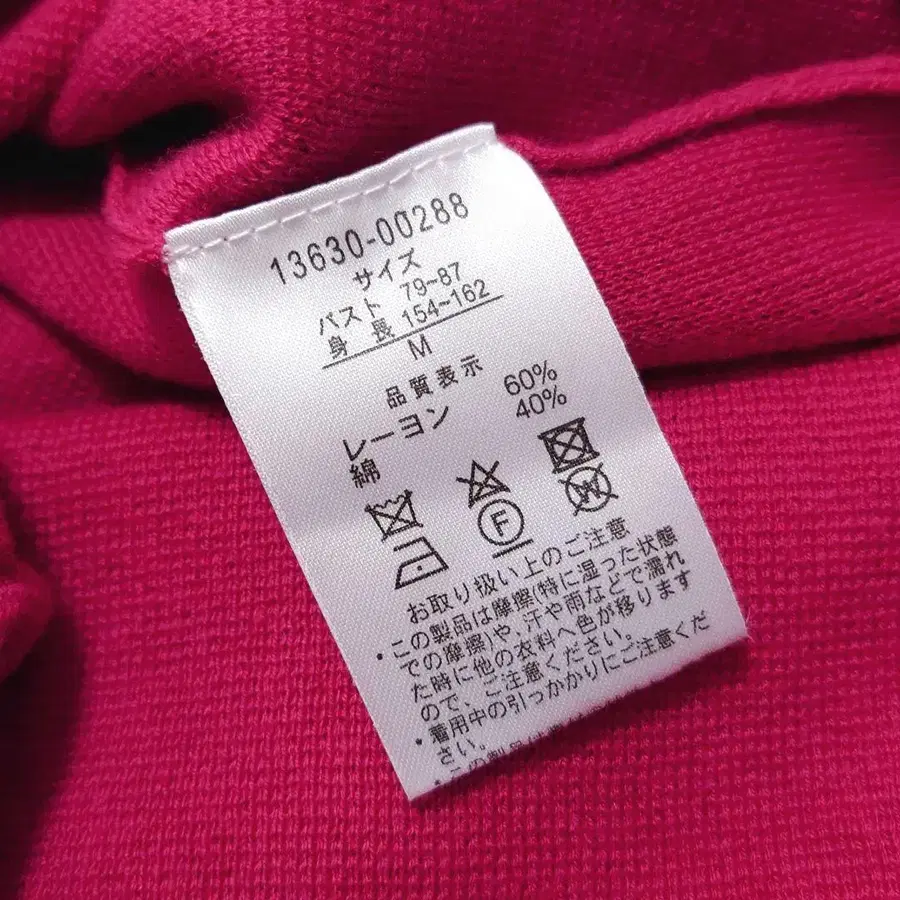 13630-00288
サイズ
バスト 79~87
身 長 154~162
M
品質表示
レーヨン 60%
綿 40%
F
W
お取り扱い上のご注意
・この製品は摩擦(特に湿った状態
での摩擦)や、汗や雨などで濡れ
た時に他の衣料へ色が移ります
ので、ご注意ください。
・着用中の引っかかりにご注意くだ
さい。
・この製品は